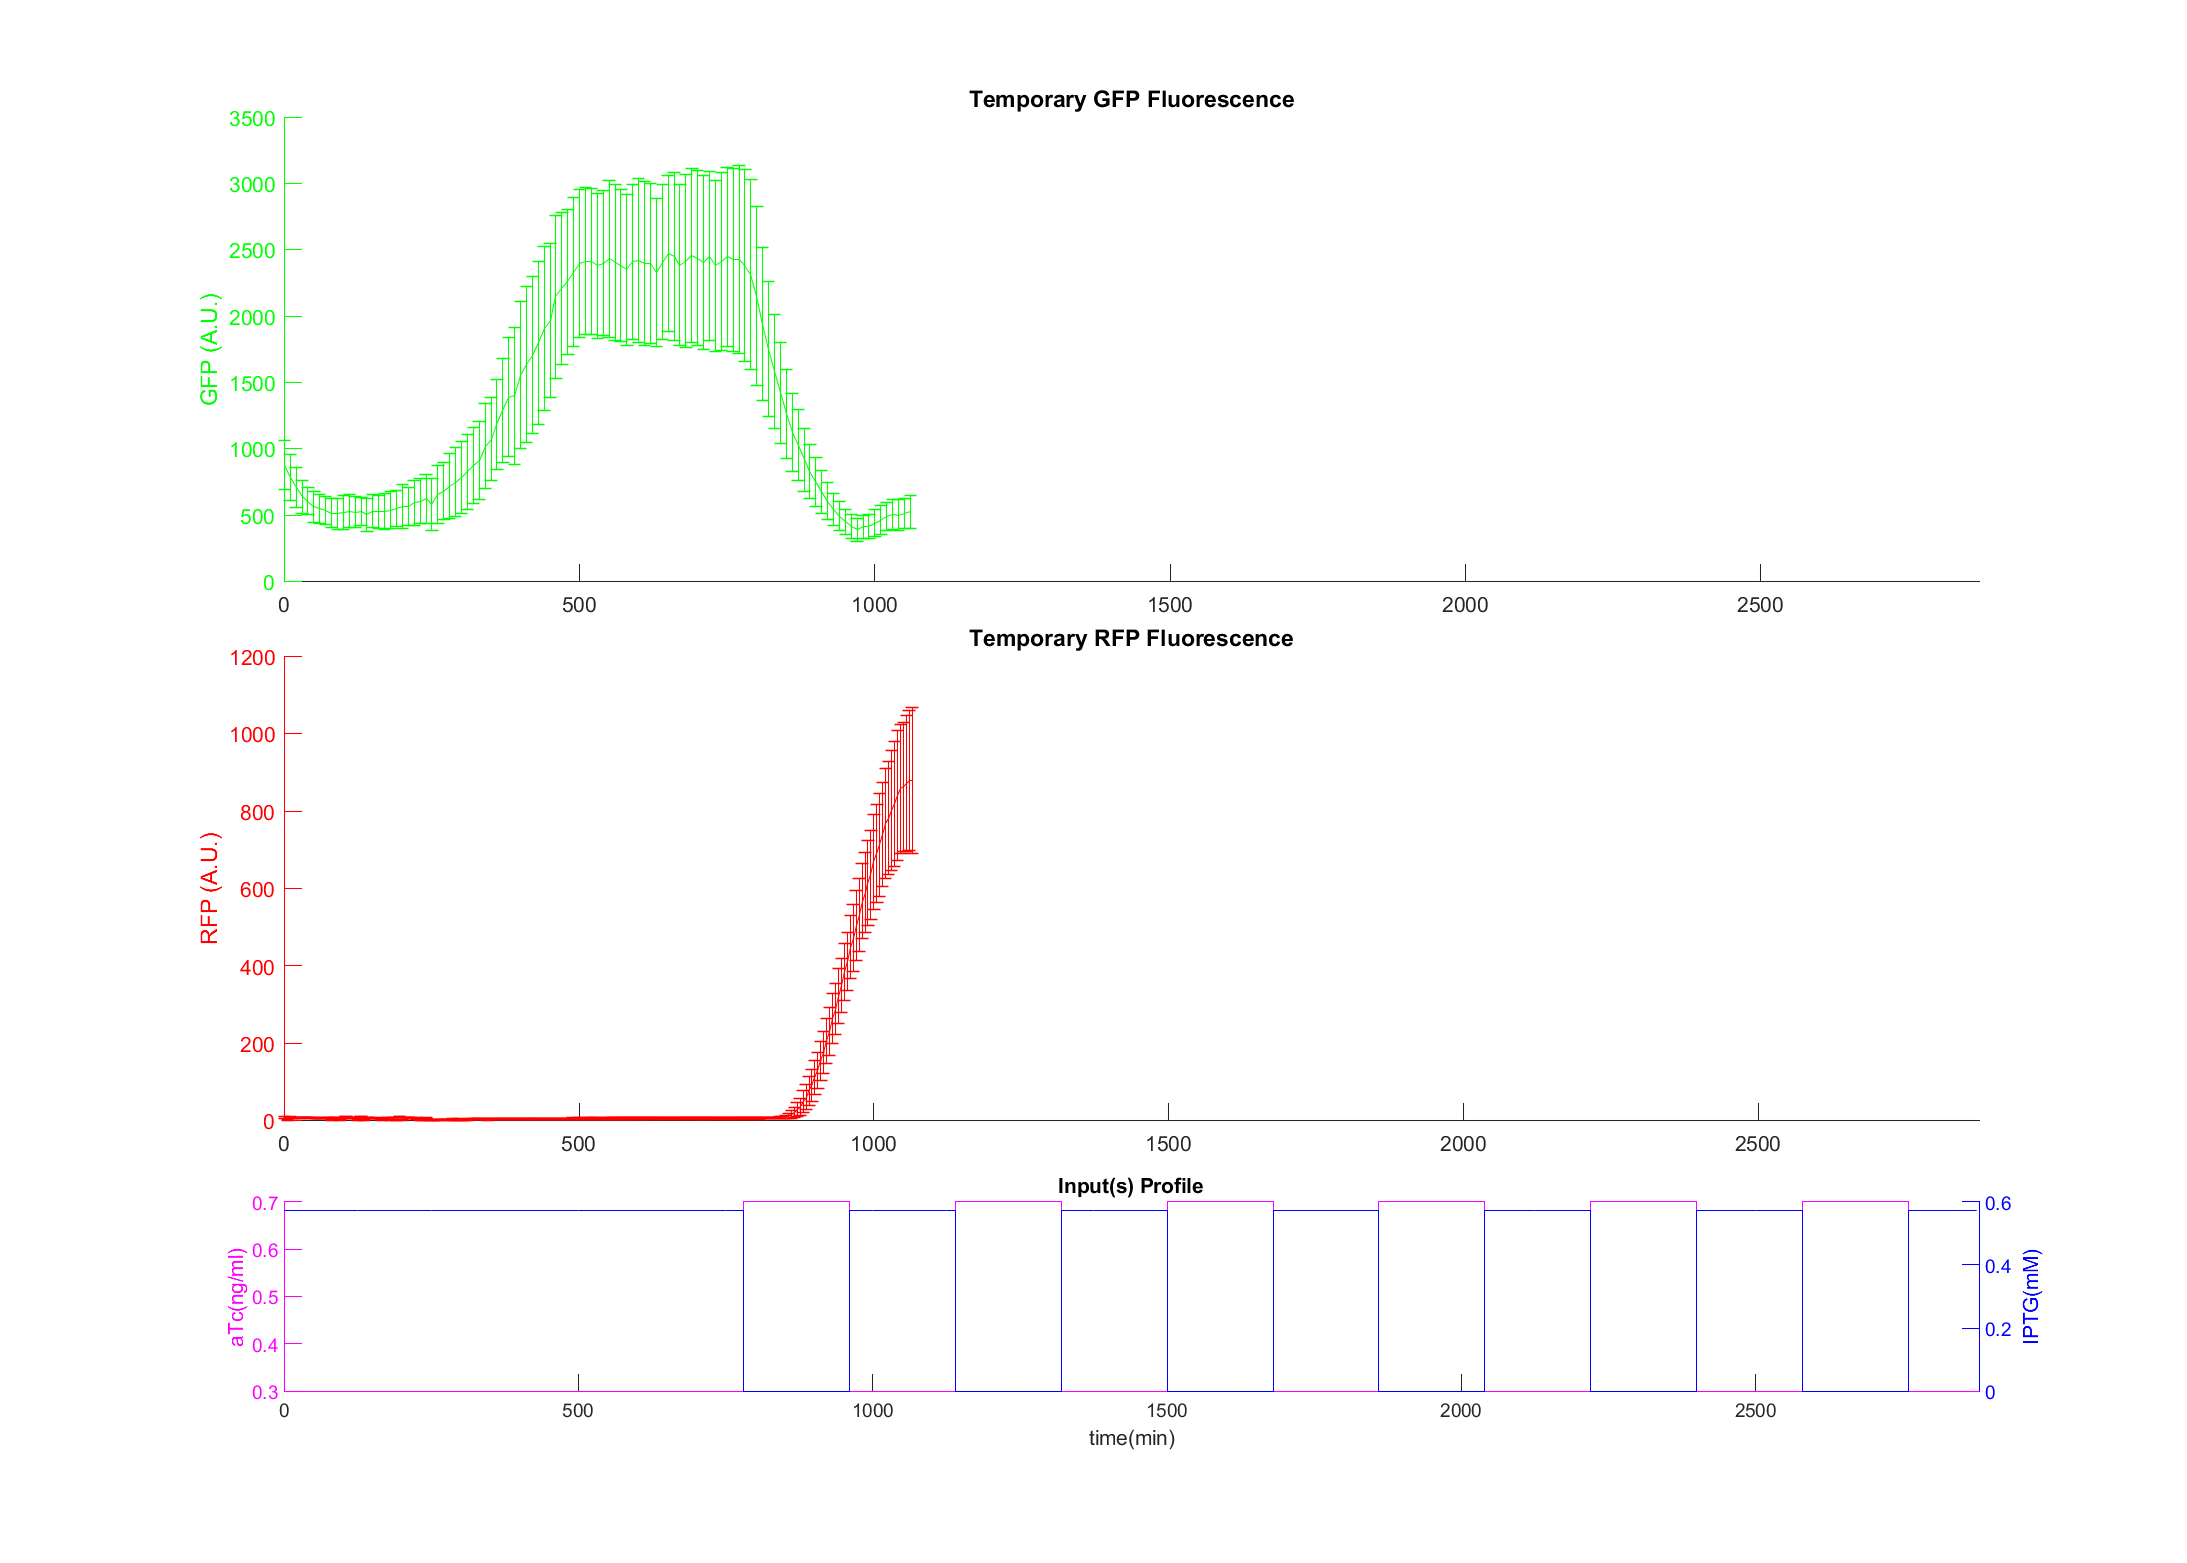 Temporary GFP Fluorescence
3500
3000
2500
2000
1500
1000
500
0
GFP (A.U.)
0 500 1000 1500 2000 2500
Temporary RFP Fluorescence
1200
1000
800
600
400
200
0
RFP (A.U.)
0 500 1000 1500 2000 2500
Input(s) Profile
0.7
0.6
0.5
0.4
0.3
aTc(ng/ml)
0.6
0.4
0.2
0
IPTG(mM)
0 500 1000 1500 2000 2500
time(min)